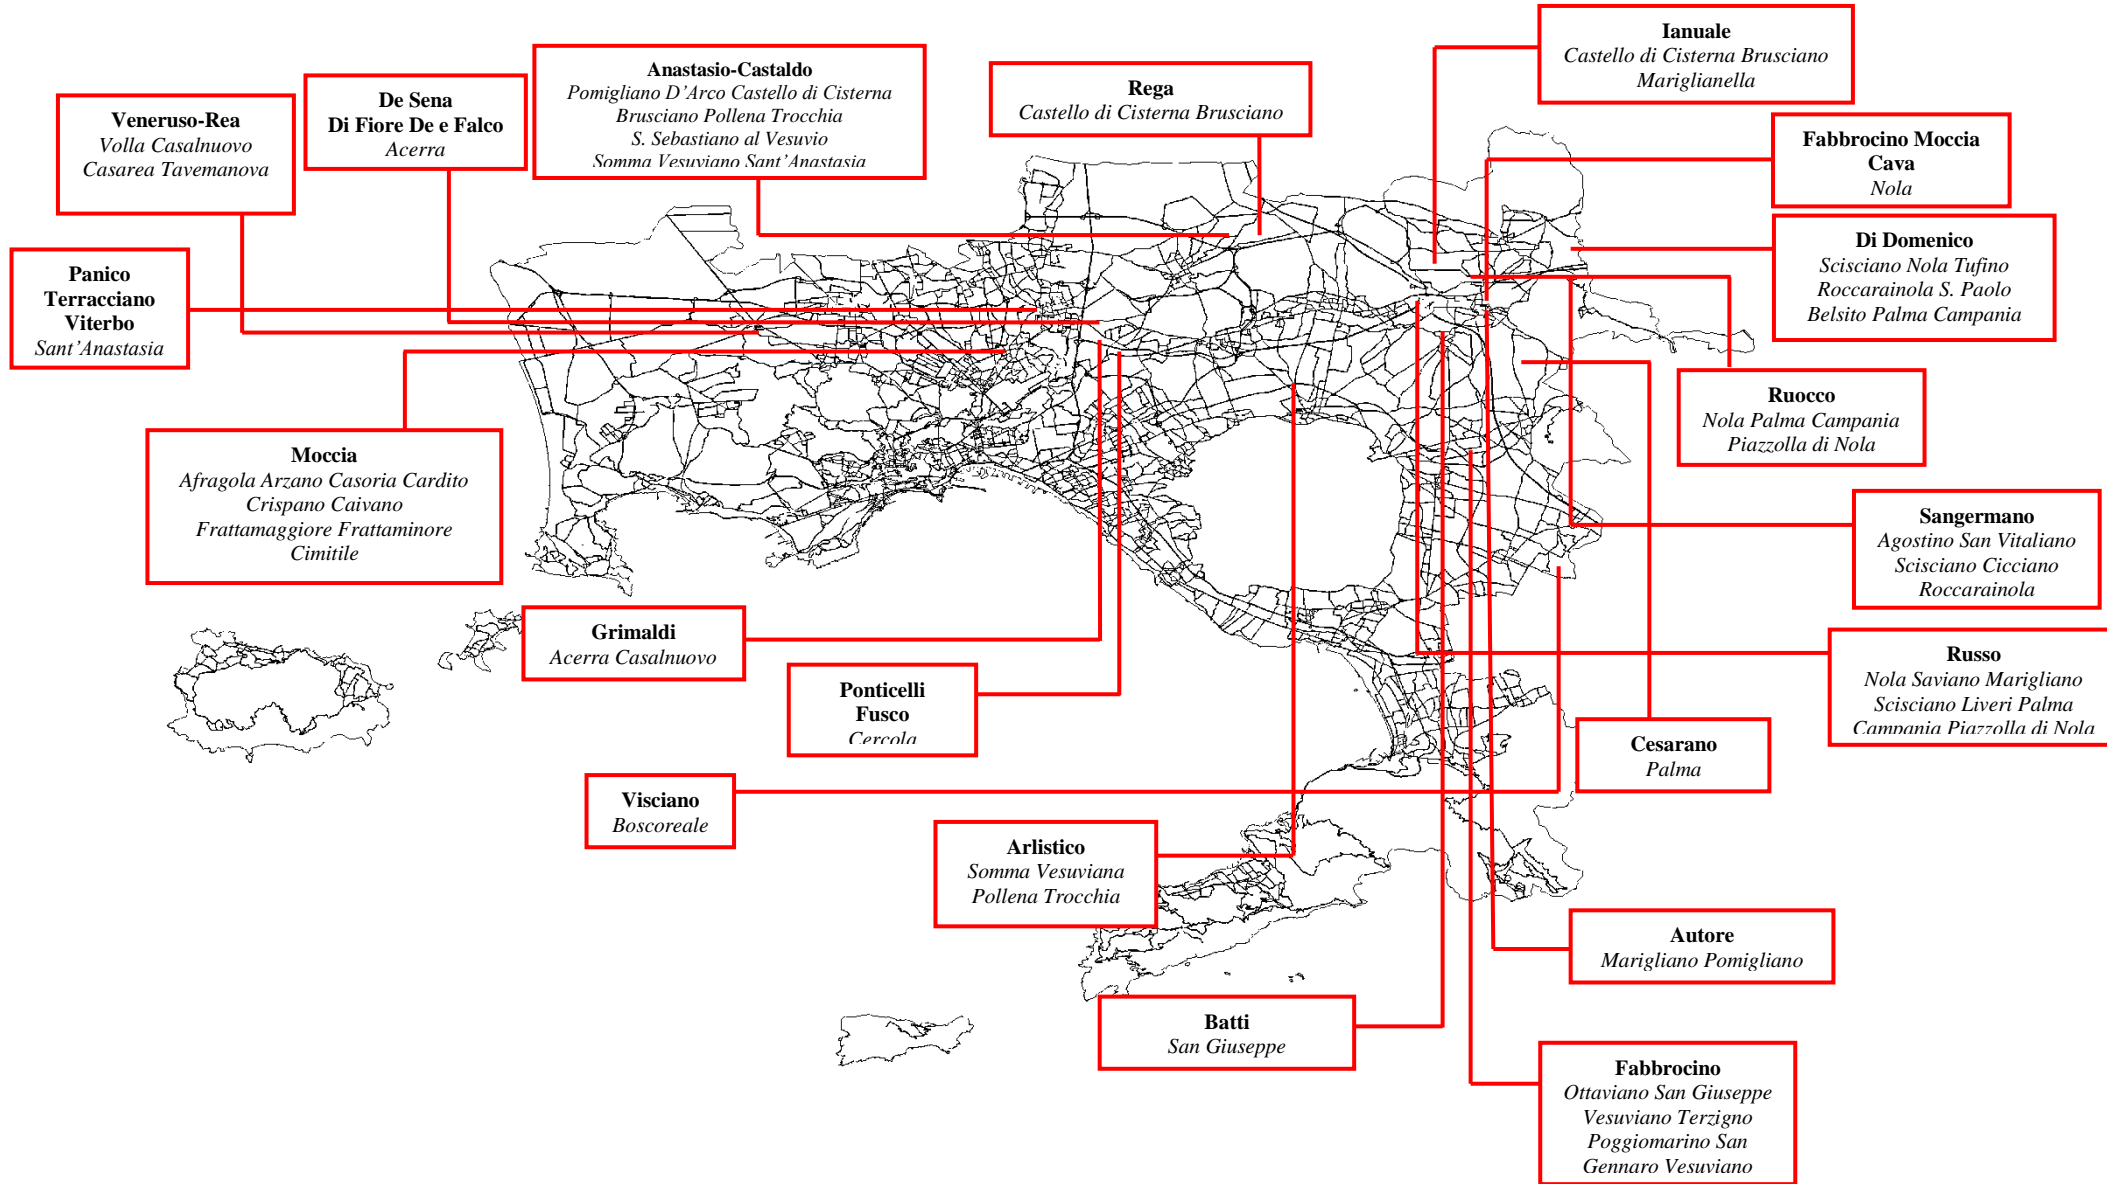 Ianuale
Castello di Cisterna Brusciano
Mariglianella
Anastasio-Castaldo
Pomigliano D'Arco Castello di Cisterna
Brusciano Pollena Trocchia
S. Sebastiano al Vesuvio
Somma Vesuviano Sant'Anastasia
Rega
Castello di Cisterna Brusciano
De Sena
Di Fiore De e Falco
Acerra
Veneruso-Rea
Volla Casalnuovo
Casarea Tavernanova
Fabbrocino Moccia
Cava
Nola
Di Domenico
Scisciano Nola Tufino
Roccarainola S. Paolo
Belsito Palma Campania
Panico
Terracciano
Viterbo
Sant'Anastasia
Ruocco
Nola Palma Campania
Piazzolla di Nola
Moccia
Afragola Arzano Casoria Cardito
Crispano Caivano
Frattamaggiore Frattaminore
Cimitile
Sangermano
Agostino San Vitaliano
Scisciano Cicciano
Roccarainola
Grimaldi
Acerra Casalnuovo
Russo
Nola Saviano Marigliano
Scisciano Liveri Palma
Campania Piazzolla di Nola
Ponticelli
Fusco
Cercola
Cesarano
Palma
Visciano
Boscoreale
Arlistico
Somma Vesuviana
Pollena Trocchia
Autore
Marigliano Pomigliano
Batti
San Giuseppe
Fabbrocino
Ottaviano San Giuseppe
Vesuviano Terzigno
Poggiomarino San
Gennaro Vesuviano